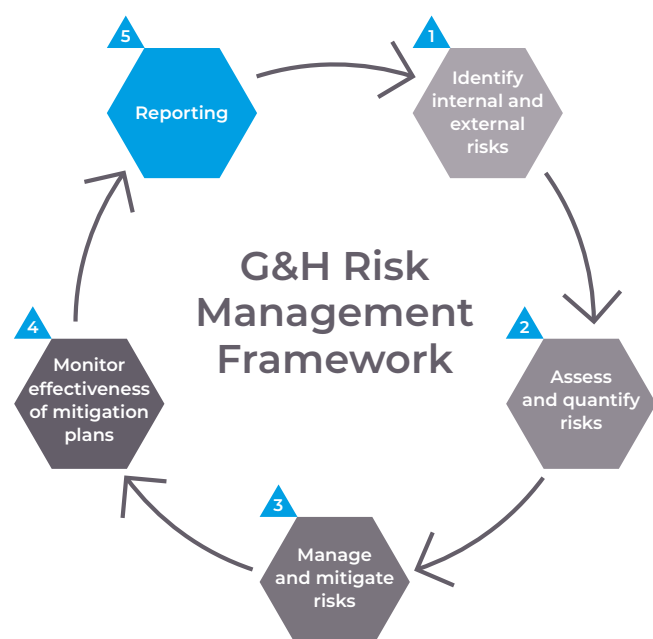 5
Reporting
1
Identify
internal and
external
risks
G&H Risk
Management
Framework
4
Monitor
effectiveness
of mitigation
plans
2
Assess
and quantify
risks
3
Manage
and mitigate
risks